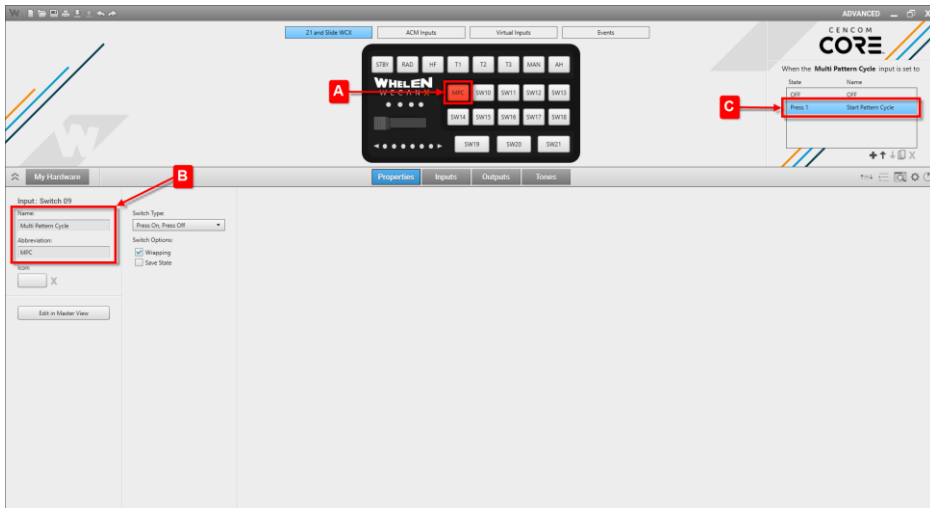 ADVANCED
21 and Slide WCX
ACM Inputs
Virtual Inputs
Events
CENCOM
CORE
STBY RAD HF T1 T2 T3 MAN AH
WHELEN
WECANX
MPC SW10 SW11 SW12 SW13
SW14 SW15 SW16 SW17 SW18
SW19 SW20 SW21
A
When the Multi Pattern Cycle input is set to
State Name
OFF OFF
Press 1 Start Pattern Cycle
C
My Hardware
B
Properties Inputs Outputs Tones
Input: Switch 09
Name:
Multi Pattern Cycle
Abbreviation:
MPC
Icon:
X
Edit in Master View
Switch Type:
Press On, Press Off
Switch Options:
Wrapping
Save State